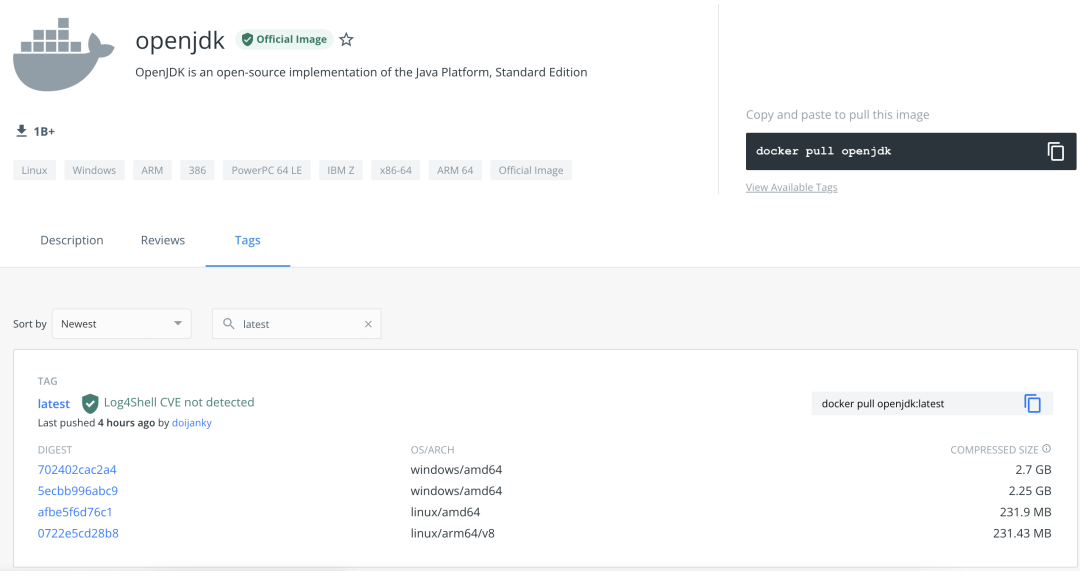 openjdk Official Image
OpenJDK is an open-source implementation of the Java Platform, Standard Edition
1B+
Linux Windows ARM 386 PowerPC 64 LE IBM Z x86-64 ARM 64 Official Image
Copy and paste to pull this image
docker pull openjdk
View Available Tags
Description Reviews Tags
Sort by Newest latest
TAG
latest Log4Shell CVE not detected
Last pushed 4 hours ago by doijanky
docker pull openjdk:latest
DIGEST OS/ARCH COMPRESSED SIZE
702402cac2a4 windows/amd64 2.7 GB
5ecbb996abc9 windows/amd64 2.25 GB
afbe5f6d76c1 linux/amd64 231.9 MB
0722e5cd28b8 linux/arm64/v8 231.43 MB